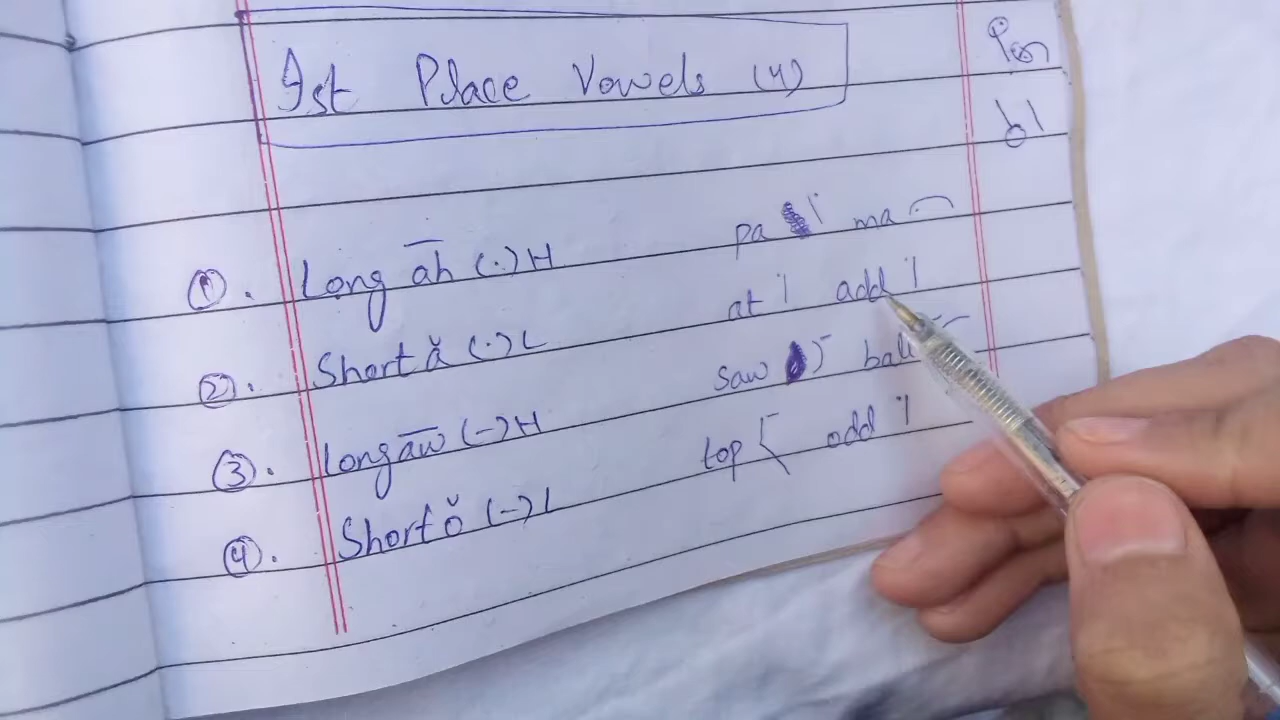 1st Place Vowels (4)
①. Long āh (·) H pa ma
②. Short ă (·) L at add
③. Long āw (–) H saw ball
④. Short ŏ (–) L top odd